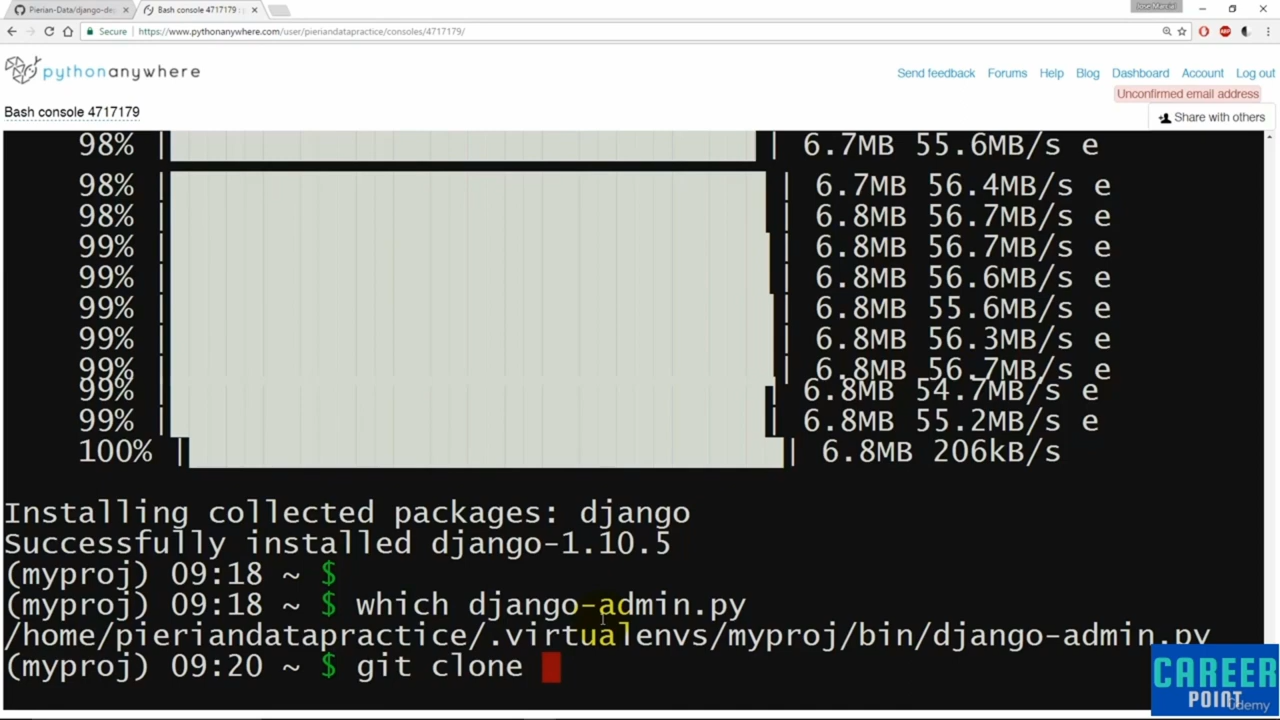 Jose Marcial
Pierian-Data/django-de
Bash console 4717179 : p
Secure
https://www.pythonanywhere.com/user/pieriandatapractice/consoles/4717179/
ABP
pythonanywhere
Send feedback Forums Help Blog Dashboard Account Log out
Unconfirmed email address
Bash console 4717179
Share with others
98% | | 6.7MB 55.6MB/s e
98% | | 6.7MB 56.4MB/s e
98% | | 6.8MB 56.7MB/s e
99% | | 6.8MB 56.7MB/s e
99% | | 6.8MB 56.6MB/s e
99% | | 6.8MB 55.6MB/s e
99% | | 6.8MB 56.3MB/s e
99% | | 6.8MB 56.7MB/s e
99% | | 6.8MB 54.7MB/s e
99% | | 6.8MB 55.2MB/s e
100% | | 6.8MB 206kB/s
Installing collected packages: django
Successfully installed django-1.10.5
(myproj) 09:18 ~ $
(myproj) 09:18 ~ $ which django-admin.py
/home/pieriandatapractice/.virtualenvs/myproj/bin/django-admin.py
(myproj) 09:20 ~ $ git clone
CAREER
POINT
Udemy